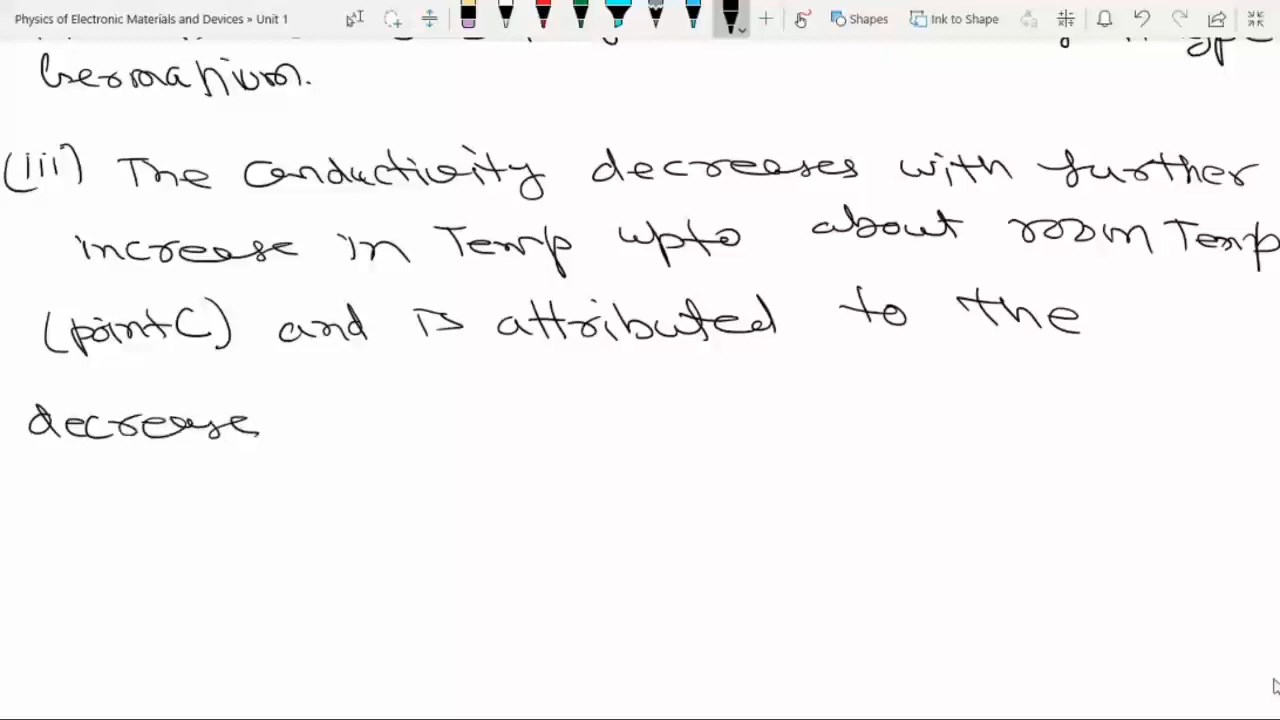 Physics of Electronic Materials and Devices » Unit 1
Shapes
Ink to Shape
Germanium.
(iii) The conductivity decreases with further
increase in Temp upto about room Temp
(point C) and is attributed to the
decrease